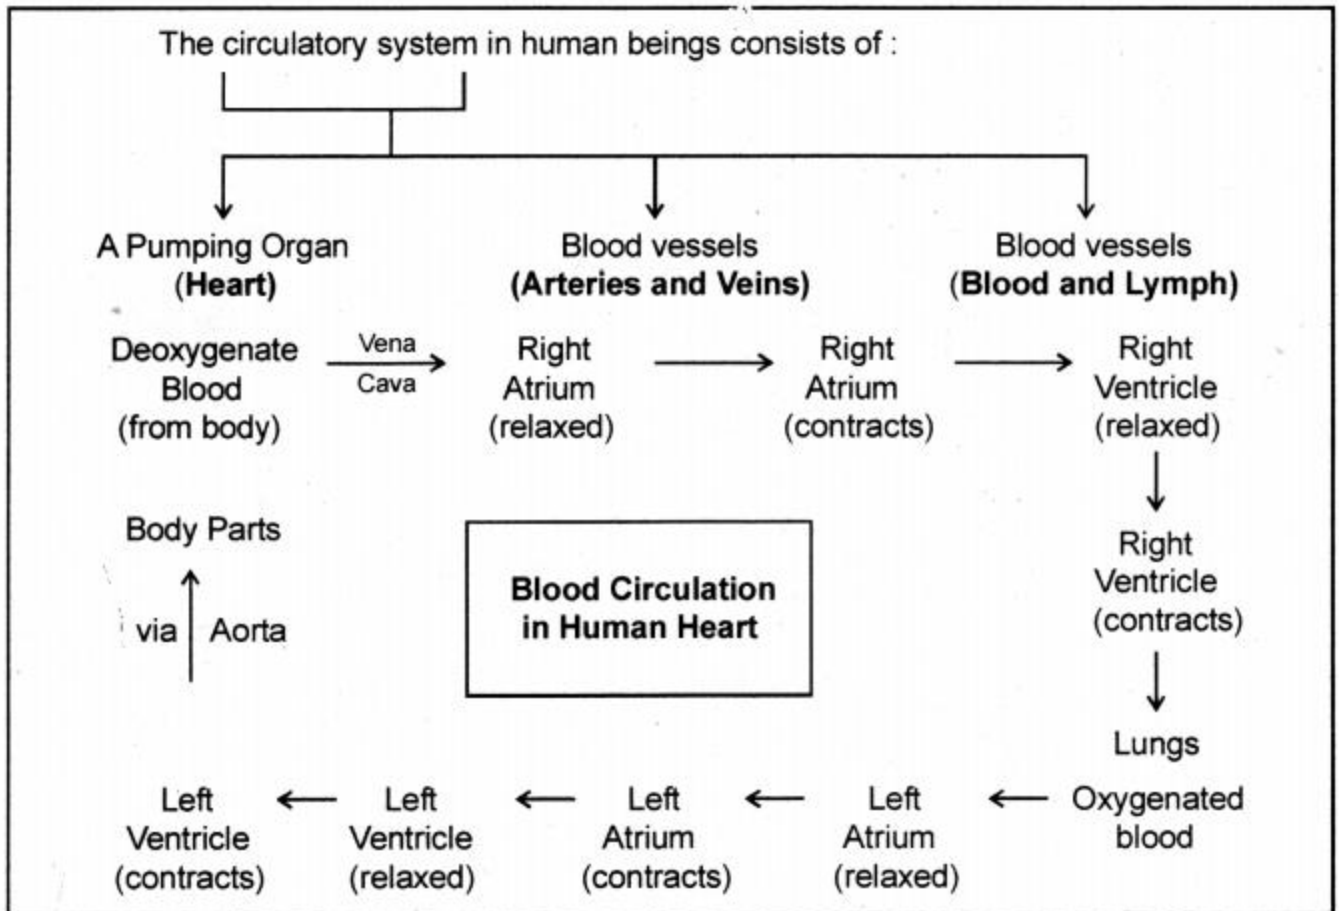 The circulatory system in human beings consists of :
A Pumping Organ
(Heart)
Blood vessels
(Arteries and Veins)
Blood vessels
(Blood and Lymph)
Deoxygenate
Blood
(from body)
Vena
Cava
Right
Atrium
(relaxed)
Right
Atrium
(contracts)
Right
Ventricle
(relaxed)
Right
Ventricle
(contracts)
Lungs
Oxygenated
blood
Left
Atrium
(relaxed)
Left
Atrium
(contracts)
Left
Ventricle
(relaxed)
Left
Ventricle
(contracts)
via Aorta
Body Parts
Blood Circulation
in Human Heart